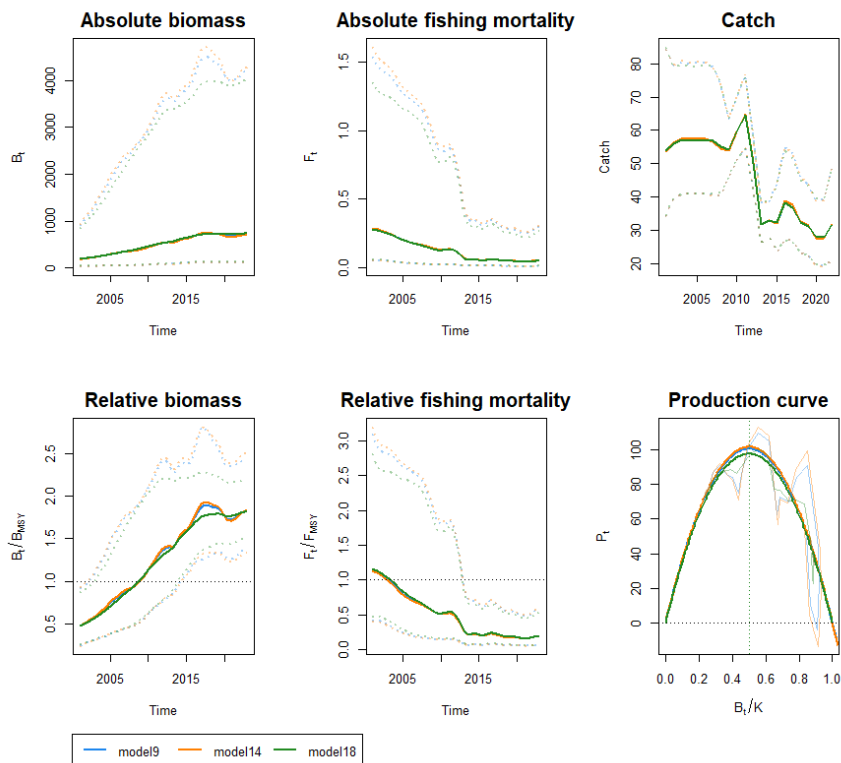 Absolute biomass
Bt
0 1000 2000 3000 4000
2005 2015
Time
Absolute fishing mortality
Ft
0.0 0.5 1.0 1.5
2005 2015
Time
Catch
Catch
20 30 40 50 60 70 80
2005 2010 2015 2020
Time
Relative biomass
Bt/BMSY
0.5 1.0 1.5 2.0 2.5
2005 2015
Time
Relative fishing mortality
Ft/FMSY
0.0 0.5 1.0 1.5 2.0 2.5 3.0
2005 2015
Time
Production curve
Pt
0 20 40 60 80 100
0.0 0.2 0.4 0.6 0.8 1.0
Bt/K
model9 model14 model18